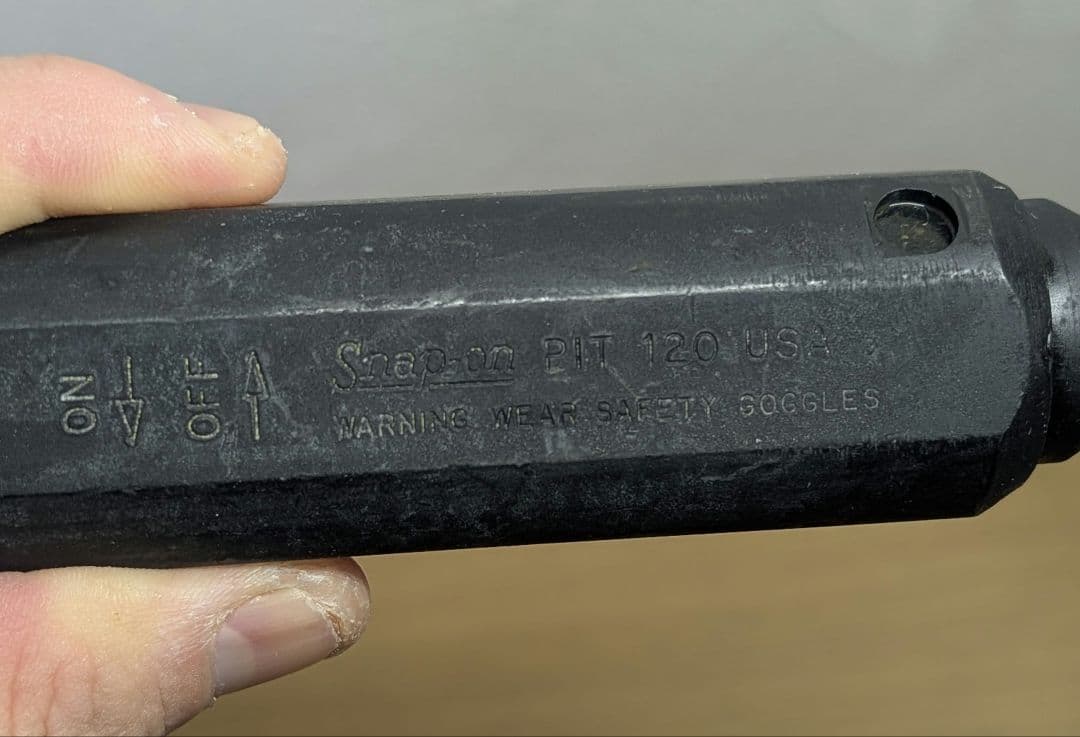 ON
OFF
Snap-on PIT 120 USA
WARNING WEAR SAFETY GOGGLES